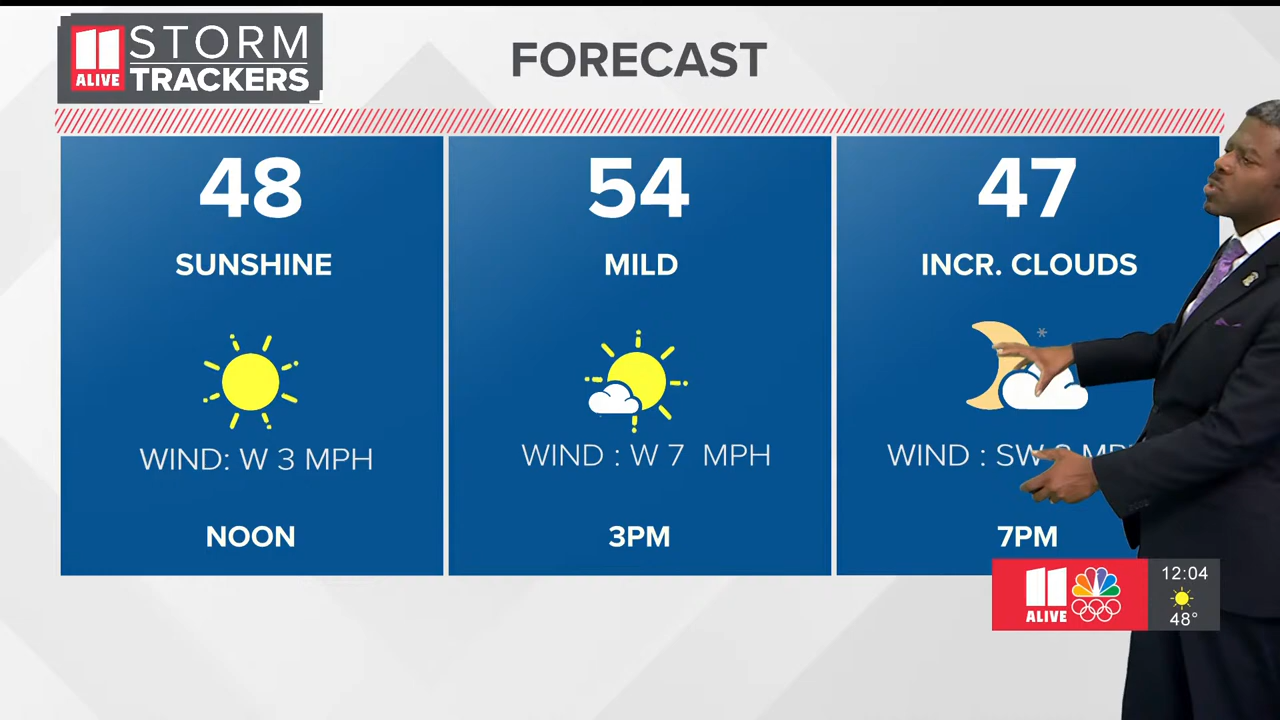 11 ALIVE
STORM
TRACKERS
FORECAST
48
SUNSHINE
WIND: W 3 MPH
NOON
54
MILD
WIND : W 7 MPH
3PM
47
INCR. CLOUDS
WIND : SW
7PM
11 ALIVE
12:04
48°